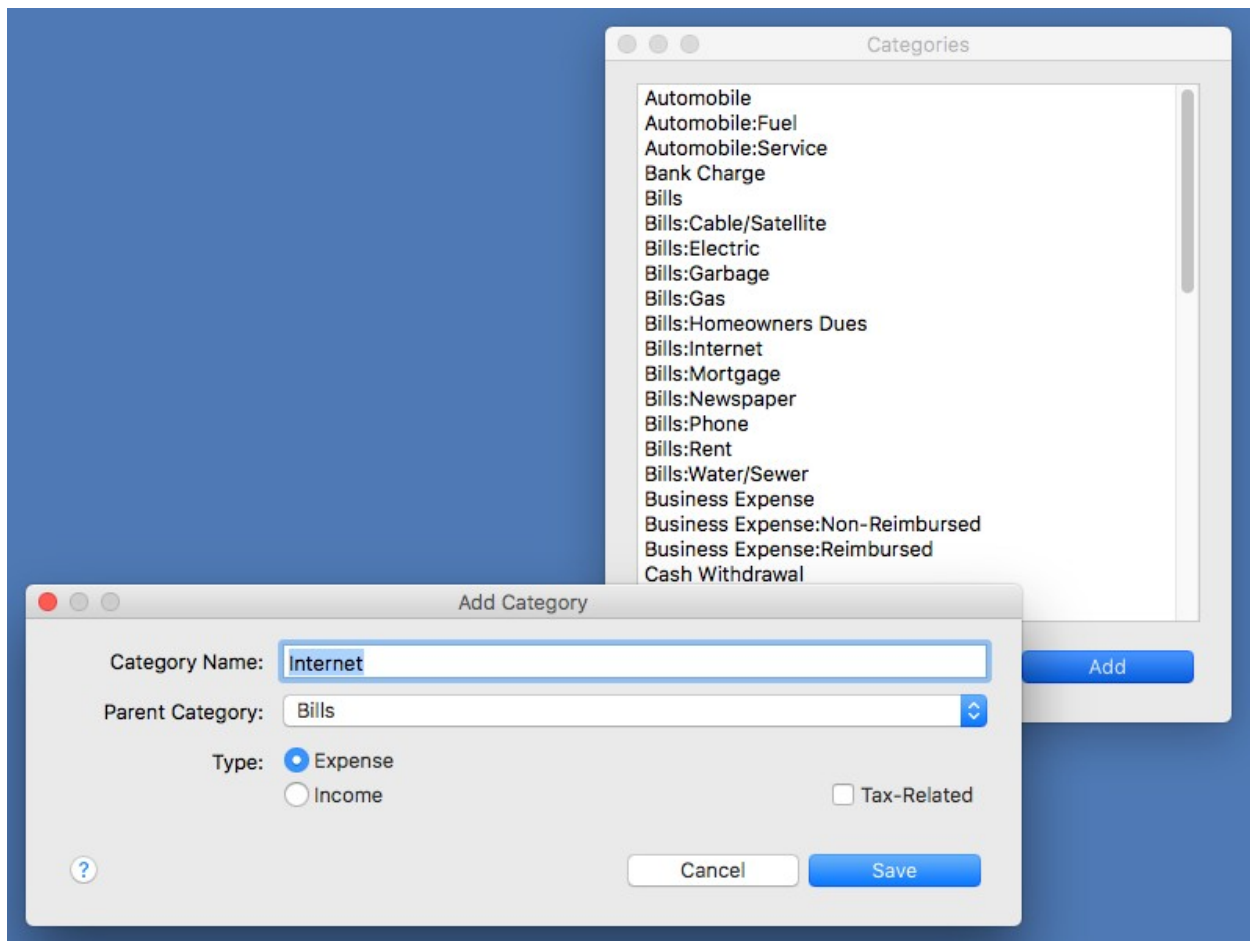 Categories
Automobile
Automobile:Fuel
Automobile:Service
Bank Charge
Bills
Bills:Cable/Satellite
Bills:Electric
Bills:Garbage
Bills:Gas
Bills:Homeowners Dues
Bills:Internet
Bills:Mortgage
Bills:Newspaper
Bills:Phone
Bills:Rent
Bills:Water/Sewer
Business Expense
Business Expense:Non-Reimbursed
Business Expense:Reimbursed
Cash Withdrawal
Add
Add Category
Category Name: Internet
Parent Category: Bills
Type: Expense
Income Tax-Related
? Cancel Save